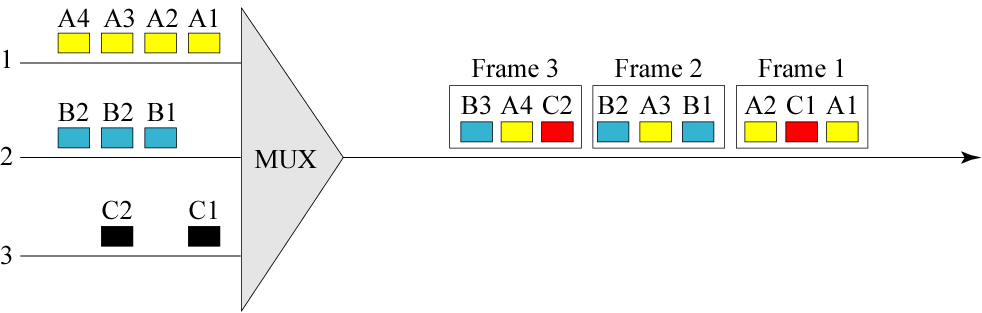 A4 A3 A2 A1
1
Frame 3 Frame 2 Frame 1
B3 A4 C2 B2 A3 B1 A2 C1 A1
B2 B2 B1
2
MUX
C2 C1
3